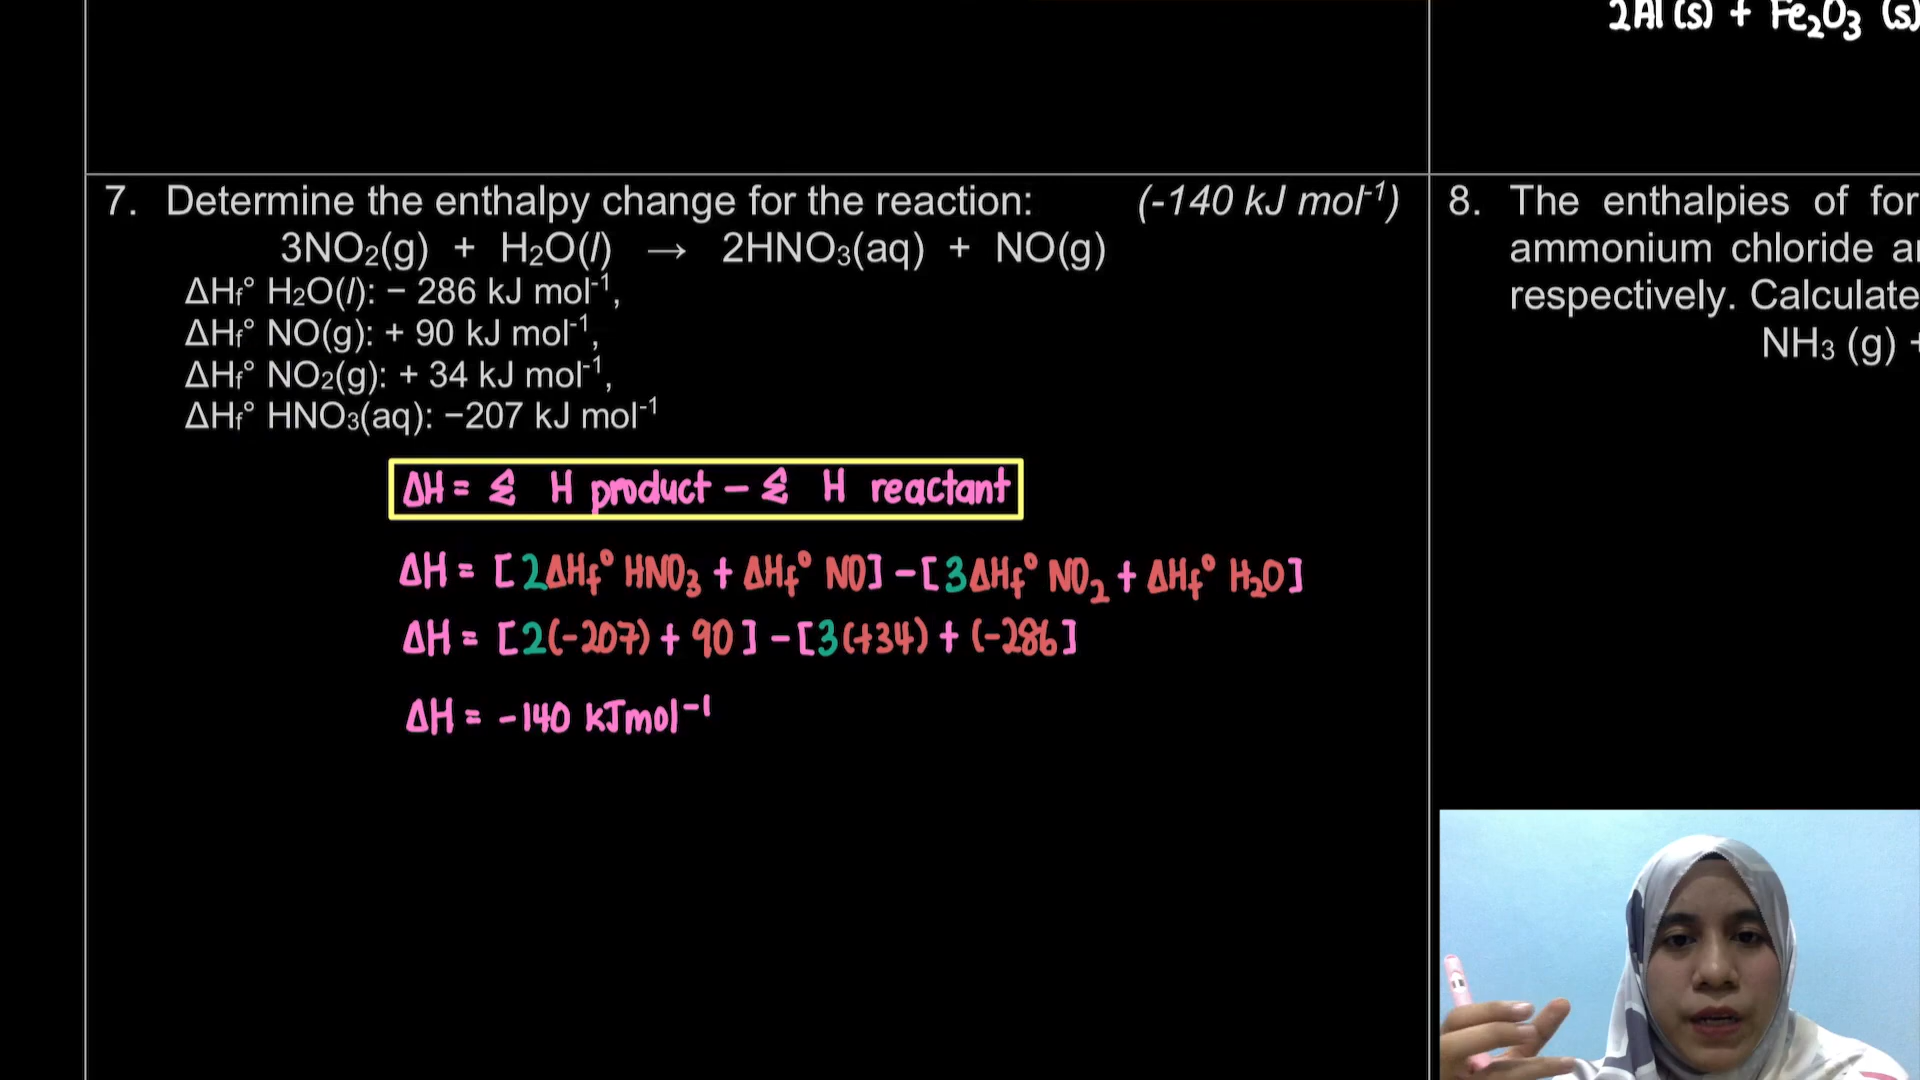 2Al (s) + Fe₂O₃ (s)
7. Determine the enthalpy change for the reaction: (-140 kJ mol⁻¹)
3NO₂(g) + H₂O(l) → 2HNO₃(aq) + NO(g)
ΔHf° H₂O(l): − 286 kJ mol⁻¹,
ΔHf° NO(g): + 90 kJ mol⁻¹,
ΔHf° NO₂(g): + 34 kJ mol⁻¹,
ΔHf° HNO₃(aq): −207 kJ mol⁻¹
ΔH = Σ H product − Σ H reactant
ΔH = [2ΔHf° HNO₃ + ΔHf° NO] − [3ΔHf° NO₂ + ΔHf° H₂O]
ΔH = [2(-207) + 90] − [3(+34) + (-286]
ΔH = -140 kJmol⁻¹
8. The enthalpies of for
ammonium chloride a
respectively. Calculate
NH₃ (g) +